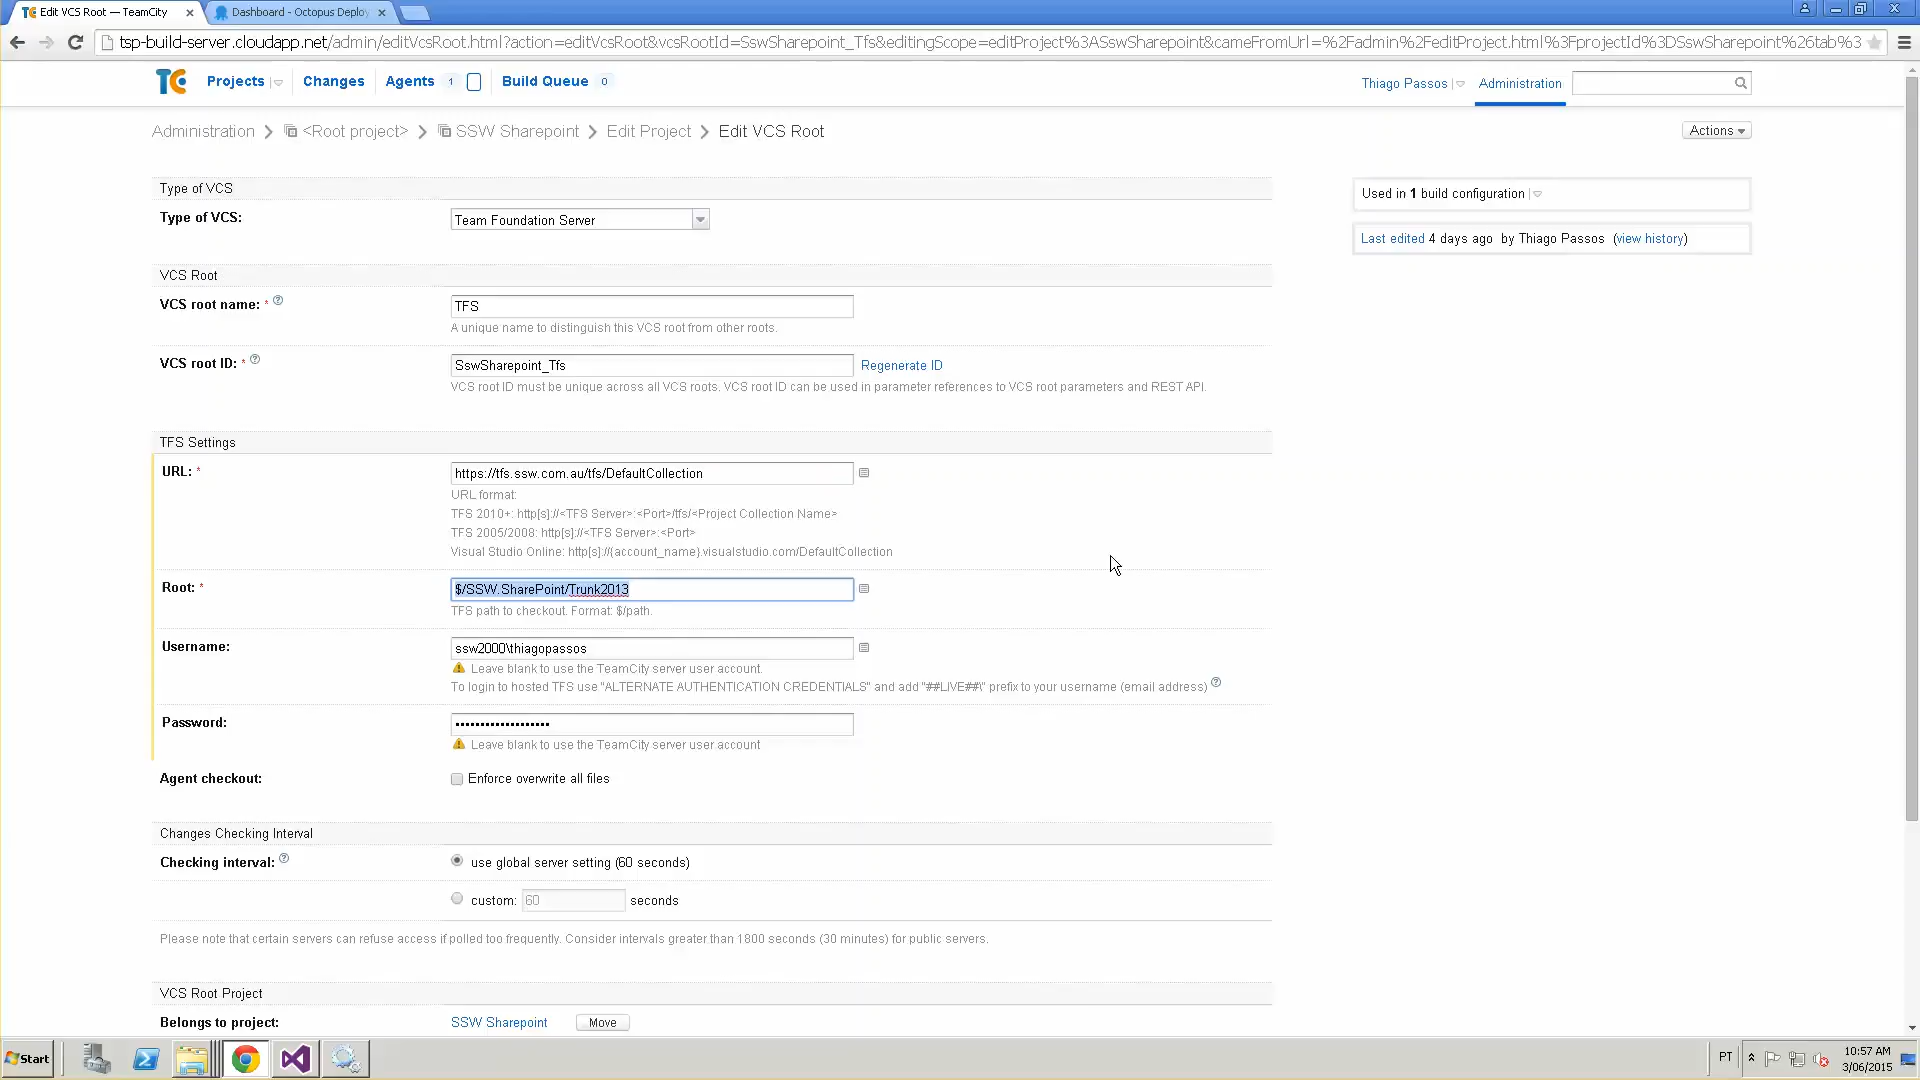 Edit VCS Root — TeamCity
Dashboard - Octopus Deploy
tsp-build-server.cloudapp.net/admin/editVcsRoot.html?action=editVcsRoot&vcsRootId=SswSharepoint_Tfs&editingScope=editProject%3ASswSharepoint&cameFromUrl=%2Fadmin%2FeditProject.html%3FprojectId%3DSswSharepoint%26tab%3
TC Projects Changes Agents 1 Build Queue 0
Thiago Passos Administration
Administration > <Root project> > SSW Sharepoint > Edit Project > Edit VCS Root
Actions
Type of VCS
Used in 1 build configuration
Type of VCS: Team Foundation Server
Last edited 4 days ago by Thiago Passos (view history)
VCS Root
VCS root name: * TFS
A unique name to distinguish this VCS root from other roots.
VCS root ID: * SswSharepoint_Tfs Regenerate ID
VCS root ID must be unique across all VCS roots. VCS root ID can be used in parameter references to VCS root parameters and REST API.
TFS Settings
URL: * https://tfs.ssw.com.au/tfs/DefaultCollection
URL format:
TFS 2010+: http[s]://<TFS Server>:<Port>/tfs/<Project Collection Name>
TFS 2005/2008: http[s]://<TFS Server>:<Port>
Visual Studio Online: http[s]://{account_name}.visualstudio.com/DefaultCollection
Root: * $/SSW.SharePoint/Trunk2013
TFS path to checkout. Format: $/path.
Username: ssw2000\thiagopassos
Leave blank to use the TeamCity server user account.
To login to hosted TFS use "ALTERNATE AUTHENTICATION CREDENTIALS" and add "##LIVE##\" prefix to your username (email address)
Password: •••••••••••••••••••
Leave blank to use the TeamCity server user account
Agent checkout: Enforce overwrite all files
Changes Checking Interval
Checking interval: use global server setting (60 seconds)
custom: 60 seconds
Please note that certain servers can refuse access if polled too frequently. Consider intervals greater than 1800 seconds (30 minutes) for public servers.
VCS Root Project
Belongs to project: SSW Sharepoint Move
Start
PT
10:57 AM
3/06/2015